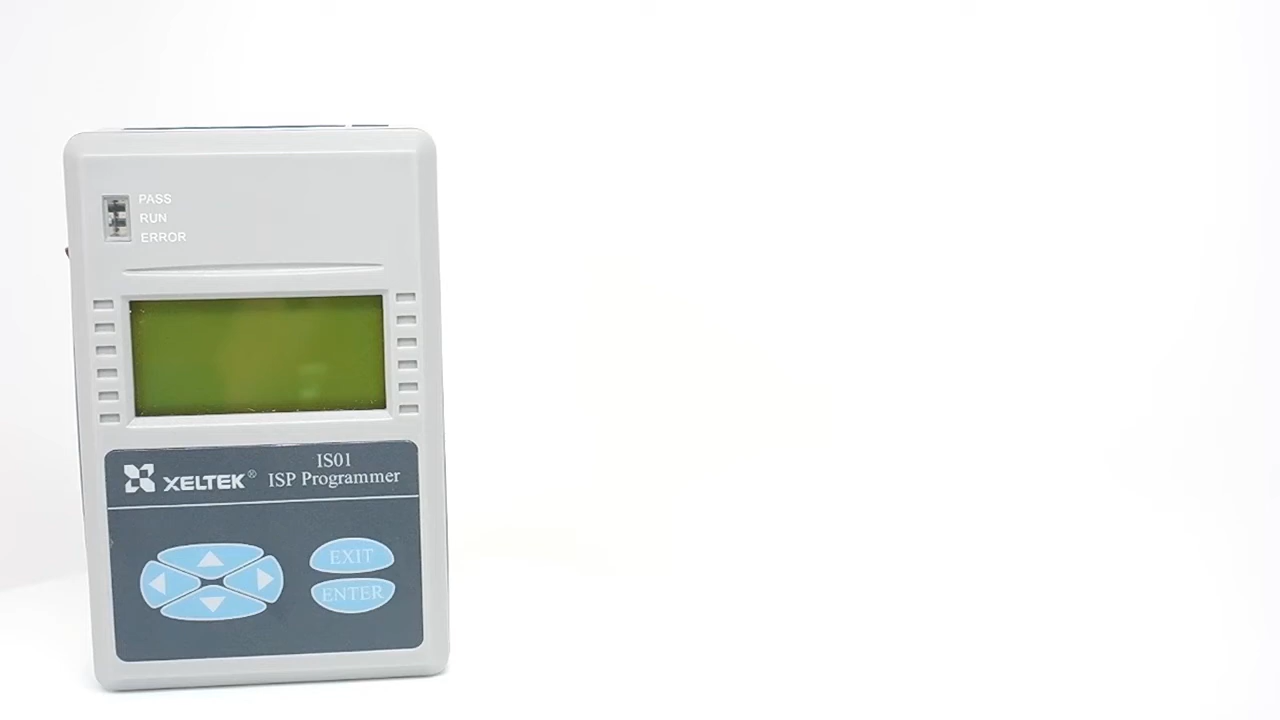 PASS
RUN
ERROR
XELTEK®
IS01
ISP Programmer
EXIT
ENTER